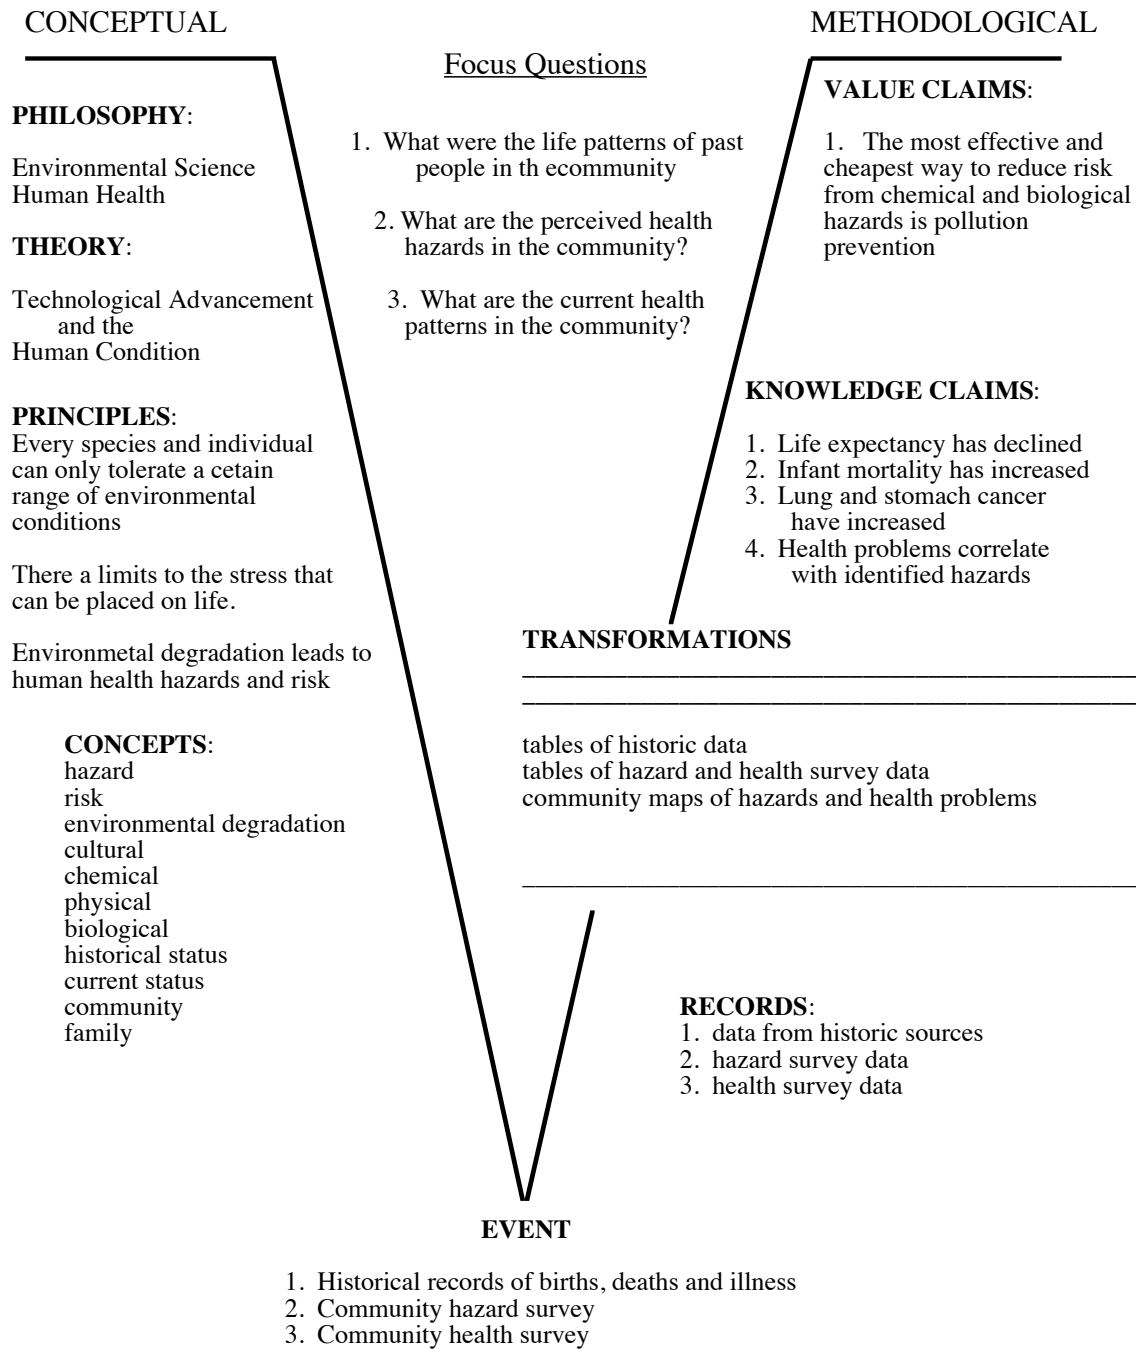 CONCEPTUAL
METHODOLOGICAL
Focus Questions
1. What were the life patterns of past
people in th ecommunity
2. What are the perceived health
hazards in the community?
3. What are the current health
patterns in the community?
PHILOSOPHY:
Environmental Science
Human Health
THEORY:
Technological Advancement
and the
Human Condition
PRINCIPLES:
Every species and individual
can only tolerate a cetain
range of environmental
conditions
There a limits to the stress that
can be placed on life.
Environmetal degradation leads to
human health hazards and risk
CONCEPTS:
hazard
risk
environmental degradation
cultural
chemical
physical
biological
historical status
current status
community
family
VALUE CLAIMS:
1. The most effective and
cheapest way to reduce risk
from chemical and biological
hazards is pollution
prevention
KNOWLEDGE CLAIMS:
1. Life expectancy has declined
2. Infant mortality has increased
3. Lung and stomach cancer
have increased
4. Health problems correlate
with identified hazards
TRANSFORMATIONS
tables of historic data
tables of hazard and health survey data
community maps of hazards and health problems
RECORDS:
1. data from historic sources
2. hazard survey data
3. health survey data
EVENT
1. Historical records of births, deaths and illness
2. Community hazard survey
3. Community health survey